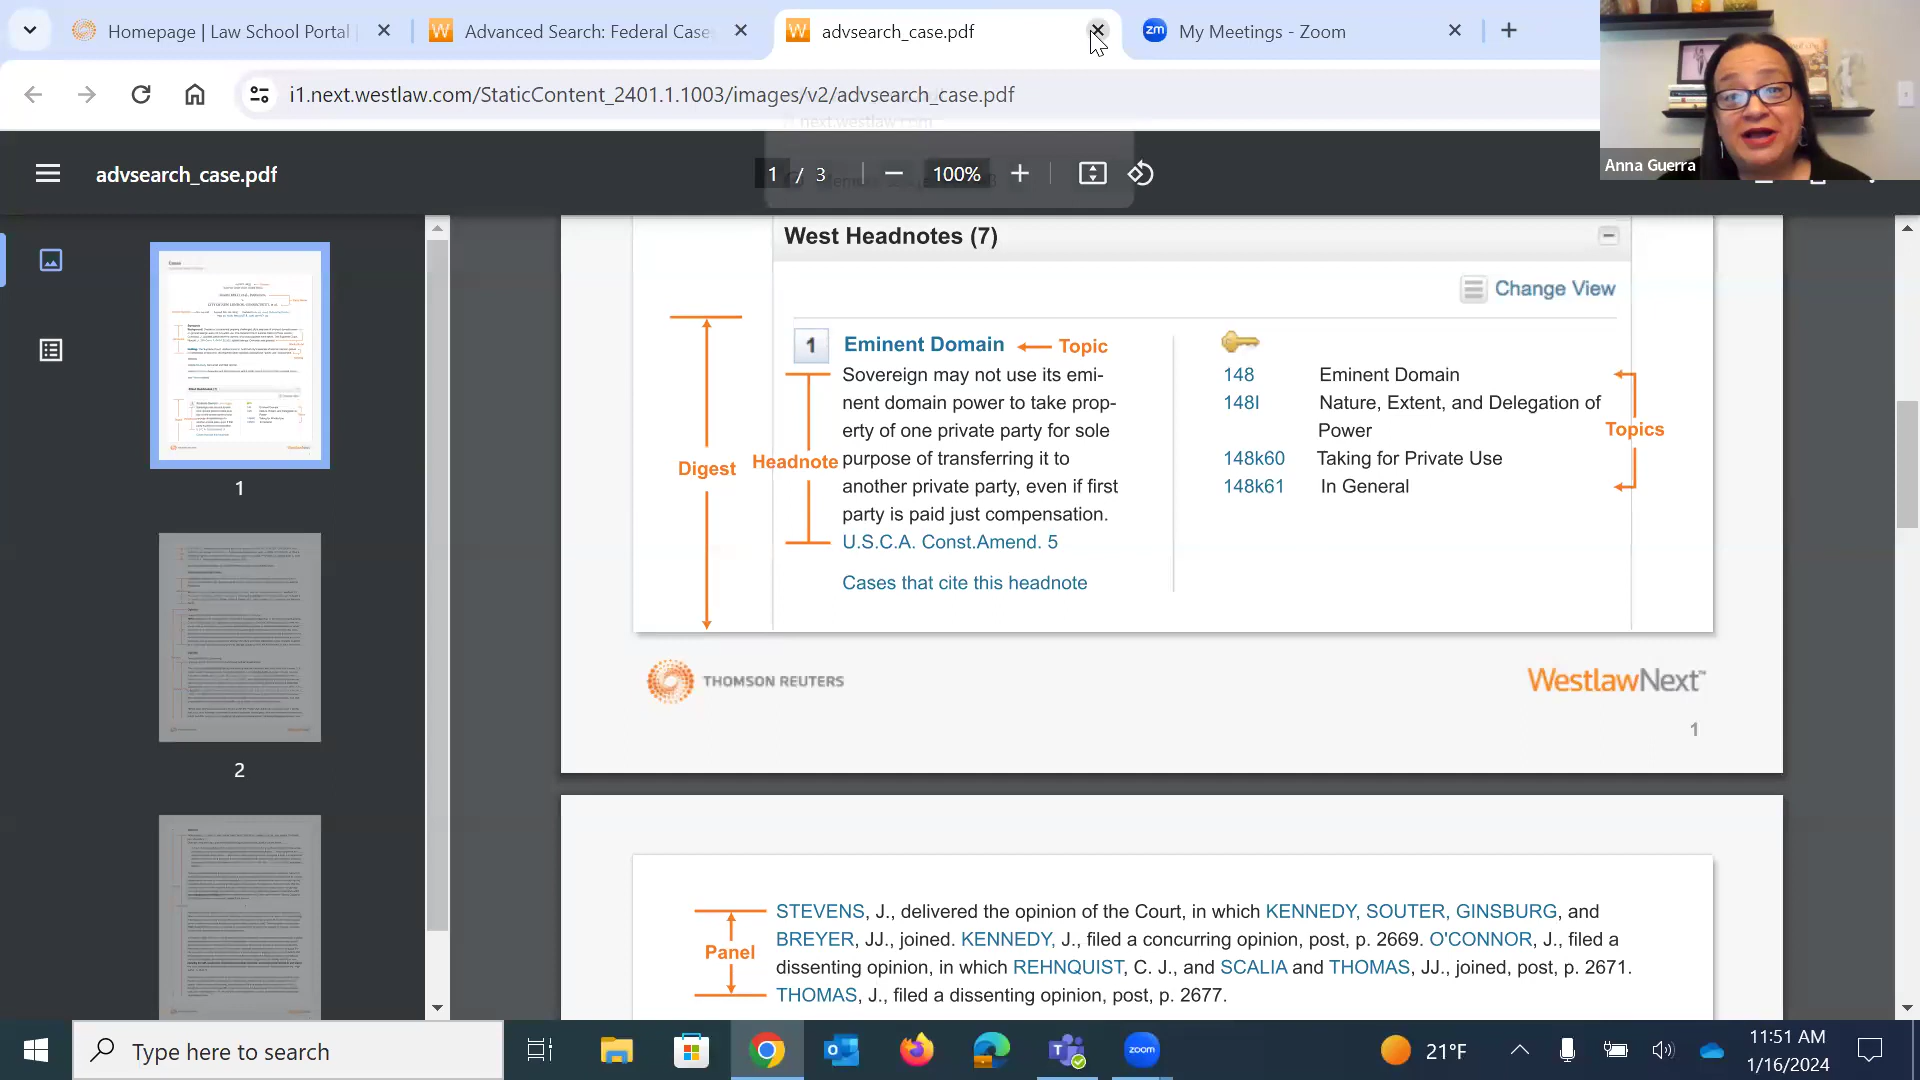 Homepage | Law School Portal
Advanced Search: Federal Case
advsearch_case.pdf
zm
My Meetings - Zoom
i1.next.westlaw.com/StaticContent_2401.1.1003/images/v2/advsearch_case.pdf
next.westlaw.com
Anna Guerra
advsearch_case.pdf
1 / 3
100%
West Headnotes (7)
Change View
1
Eminent Domain
Topic
Sovereign may not use its emi-
nent domain power to take prop-
erty of one private party for sole
purpose of transferring it to
another private party, even if first
party is paid just compensation.
U.S.C.A. Const.Amend. 5
Cases that cite this headnote
Digest
Headnote
148 Eminent Domain
148I Nature, Extent, and Delegation of
Power
148k60 Taking for Private Use
148k61 In General
Topics
THOMSON REUTERS
WestlawNext™
1
STEVENS, J., delivered the opinion of the Court, in which KENNEDY, SOUTER, GINSBURG, and
BREYER, JJ., joined. KENNEDY, J., filed a concurring opinion, post, p. 2669. O'CONNOR, J., filed a
dissenting opinion, in which REHNQUIST, C. J., and SCALIA and THOMAS, JJ., joined, post, p. 2671.
THOMAS, J., filed a dissenting opinion, post, p. 2677.
Panel
1
2
Type here to search
zoom
21°F
11:51 AM
1/16/2024